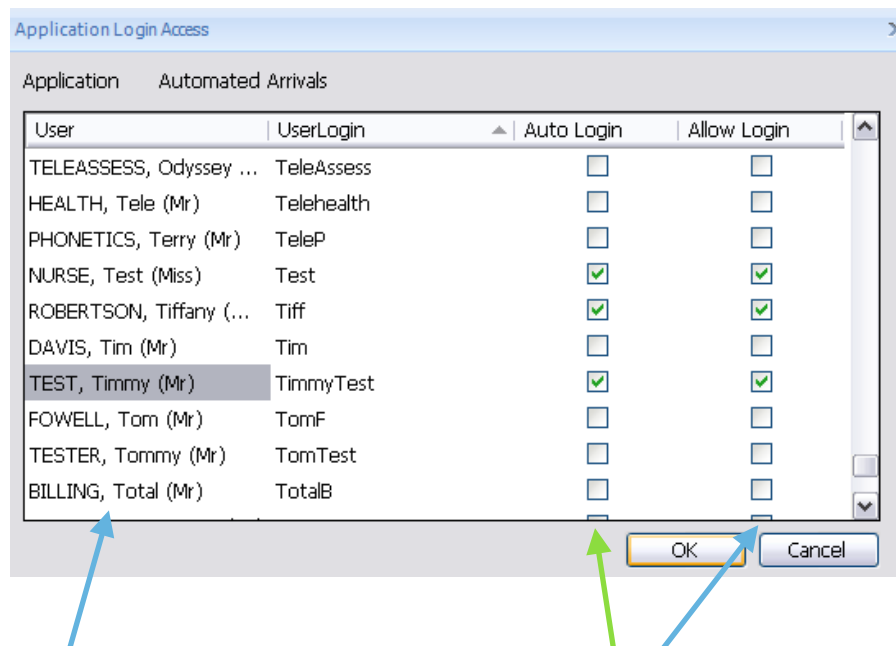 Application Login Access
Application Automated Arrivals
User UserLogin Auto Login Allow Login
TELEASSESS, Odyssey ... TeleAssess
HEALTH, Tele (Mr) Telehealth
PHONETICS, Terry (Mr) TeleP
NURSE, Test (Miss) Test
ROBERTSON, Tiffany (... Tiff
DAVIS, Tim (Mr) Tim
TEST, Timmy (Mr) TimmyTest
FOWELL, Tom (Mr) TomF
TESTER, Tommy (Mr) TomTest
BILLING, Total (Mr) TotalB
OK Cancel